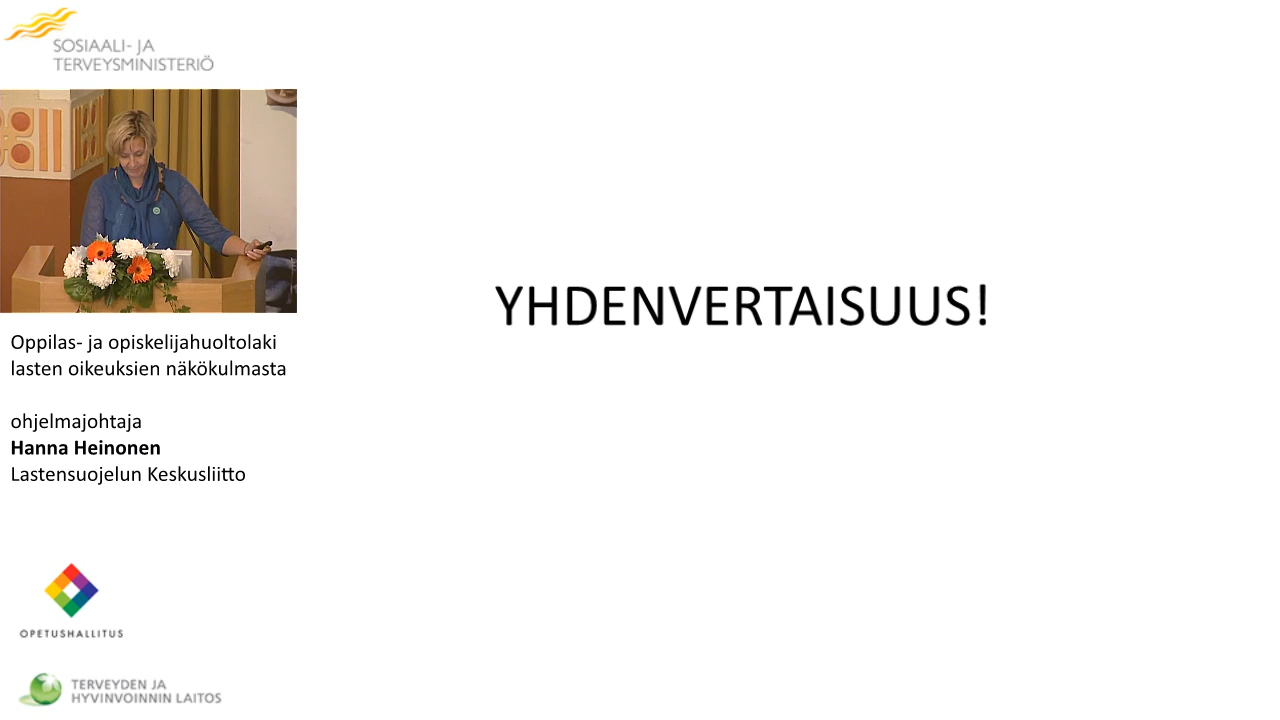 SOSIAALI- JA
TERVEYSMINISTERIÖ
YHDENVERTAISUUS!
Oppilas- ja opiskelijahuoltolaki
lasten oikeuksien näkökulmasta
ohjelmajohtaja
Hanna Heinonen
Lastensuojelun Keskusliitto
OPETUSHALLITUS
TERVEYDEN JA
HYVINVOINNIN LAITOS